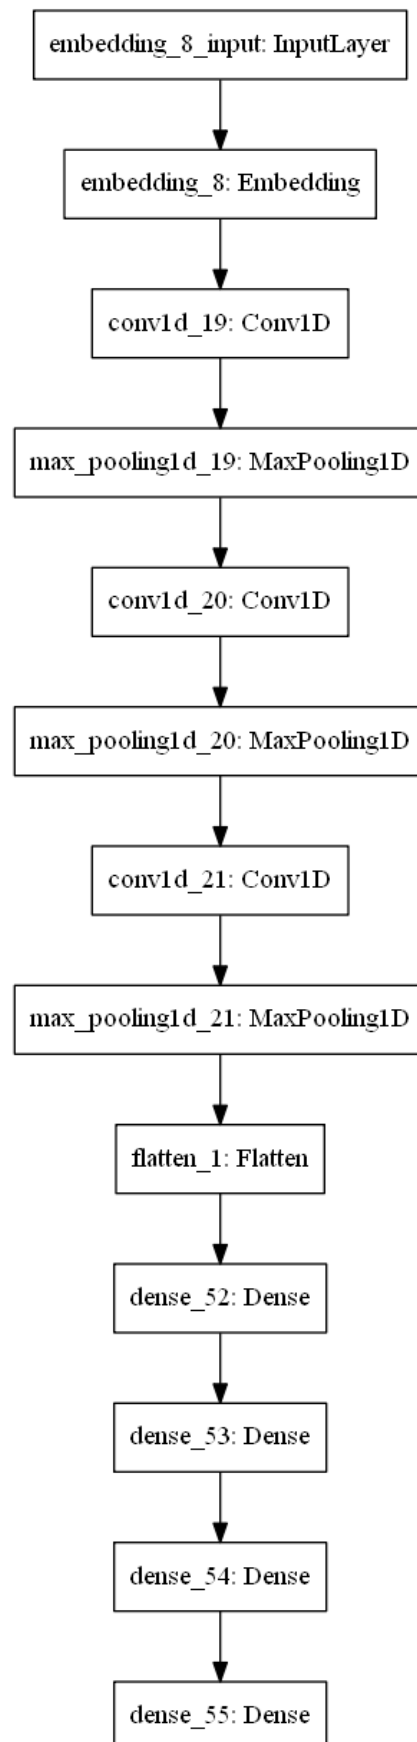 embedding_8_input: InputLayer
embedding_8: Embedding
conv1d_19: Conv1D
max_pooling1d_19: MaxPooling1D
conv1d_20: Conv1D
max_pooling1d_20: MaxPooling1D
conv1d_21: Conv1D
max_pooling1d_21: MaxPooling1D
flatten_1: Flatten
dense_52: Dense
dense_53: Dense
dense_54: Dense
dense_55: Dense